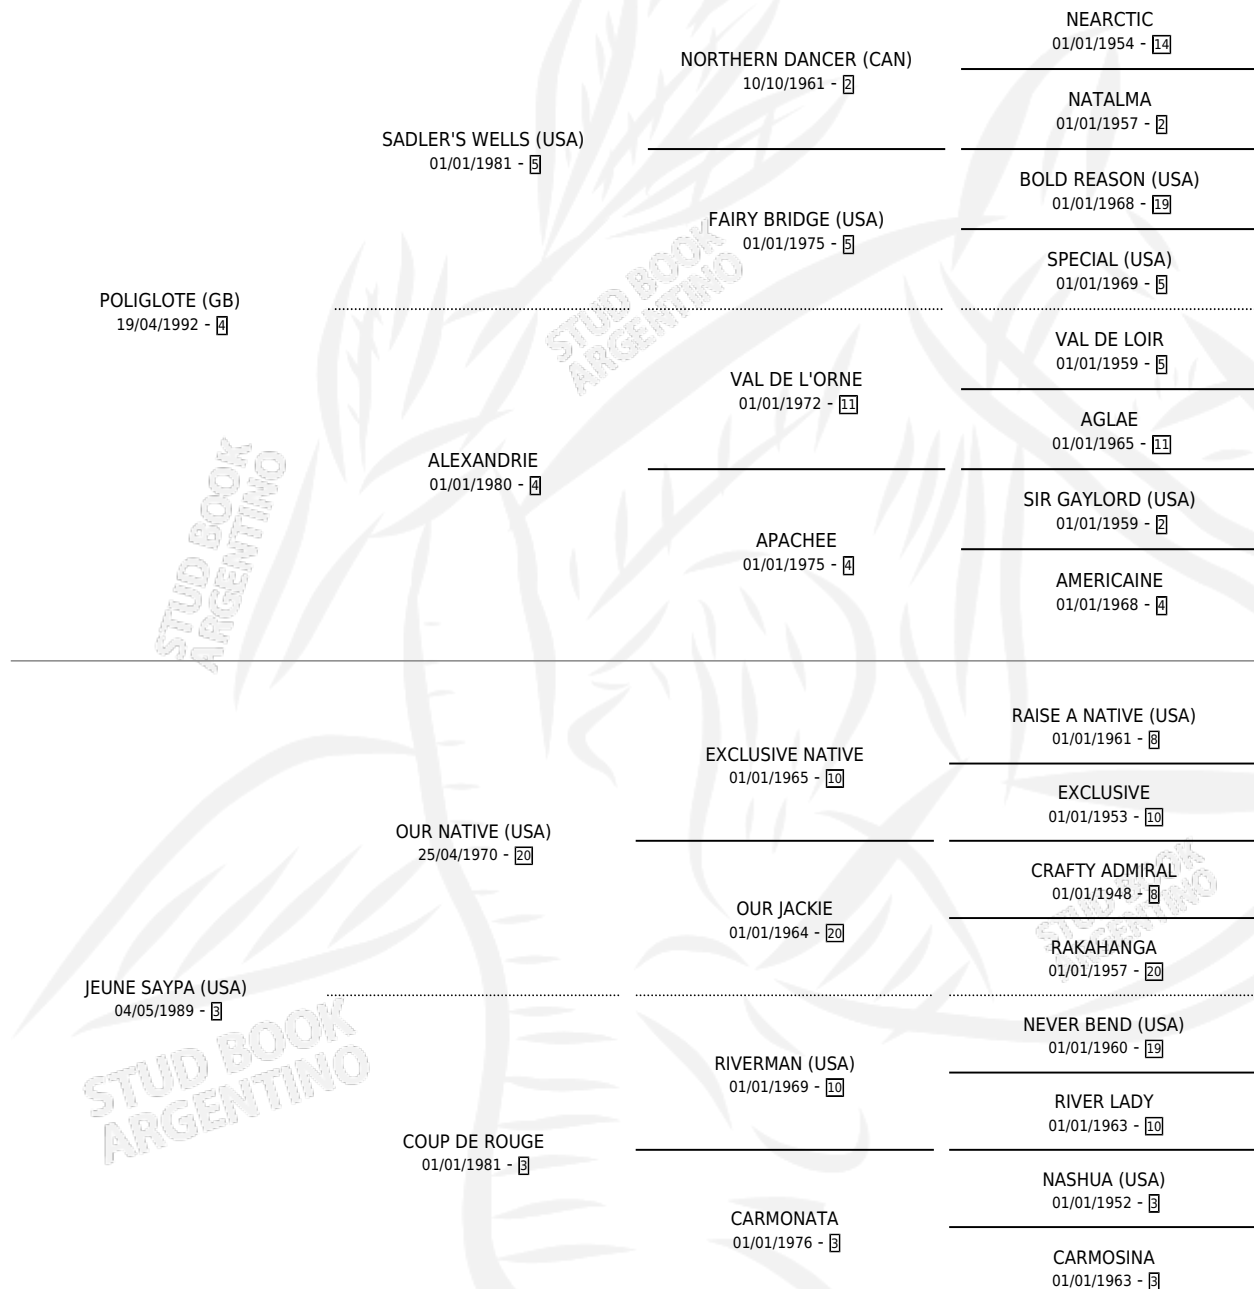 NEARCTIC
01/01/1954 - 14
NORTHERN DANCER (CAN)
10/10/1961 - 2
NATALMA
01/01/1957 - 2
SADLER'S WELLS (USA)
01/01/1981 - 5
BOLD REASON (USA)
01/01/1968 - 19
FAIRY BRIDGE (USA)
01/01/1975 - 5
SPECIAL (USA)
01/01/1969 - 5
STUD BOOK
ARGENTINO
POLIGLOTE (GB)
19/04/1992 - 4
VAL DE LOIR
01/01/1959 - 5
VAL DE L'ORNE
01/01/1972 - 11
AGLAE
01/01/1965 - 11
ALEXANDRIE
01/01/1980 - 4
SIR GAYLORD (USA)
01/01/1959 - 2
APACHEE
01/01/1975 - 4
AMERICAINE
01/01/1968 - 4
STUD BOOK
ARGENTINO
RAISE A NATIVE (USA)
01/01/1961 - 8
EXCLUSIVE NATIVE
01/01/1965 - 10
EXCLUSIVE
01/01/1953 - 10
OUR NATIVE (USA)
25/04/1970 - 20
CRAFTY ADMIRAL
01/01/1948 - 8
OUR JACKIE
01/01/1964 - 20
RAKAHANGA
01/01/1957 - 20
STUD BOOK
ARGENTINO
JEUNE SAYPA (USA)
04/05/1989 - 3
NEVER BEND (USA)
01/01/1960 - 19
RIVERMAN (USA)
01/01/1969 - 10
RIVER LADY
01/01/1963 - 10
STUD BOOK
ARGENTINO
COUP DE ROUGE
01/01/1981 - 3
NASHUA (USA)
01/01/1952 - 3
CARMONATA
01/01/1976 - 3
CARMOSINA
01/01/1963 - 3